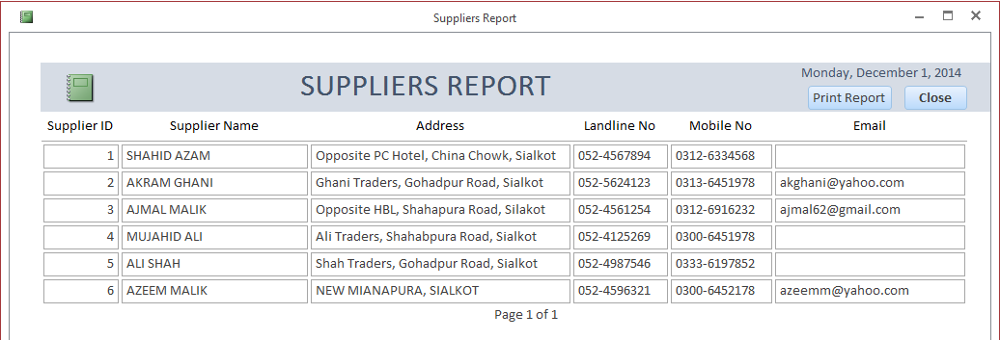 Suppliers Report
Monday, December 1, 2014
SUPPLIERS REPORT
Print Report Close
Supplier ID Supplier Name Address Landline No Mobile No Email
1 SHAHID AZAM Opposite PC Hotel, China Chowk, Sialkot 052-4567894 0312-6334568
2 AKRAM GHANI Ghani Traders, Gohadpur Road, Sialkot 052-5624123 0313-6451978 akghani@yahoo.com
3 AJMAL MALIK Opposite HBL, Shahapura Road, Silakot 052-4561254 0312-6916232 ajmal62@gmail.com
4 MUJAHID ALI Ali Traders, Shahabpura Road, Sialkot 052-4125269 0300-6451978
5 ALI SHAH Shah Traders, Gohadpur Road, Sialkot 052-4987546 0333-6197852
6 AZEEM MALIK NEW MIANAPURA, SIALKOT 052-4596321 0300-6452178 azeemm@yahoo.com
Page 1 of 1